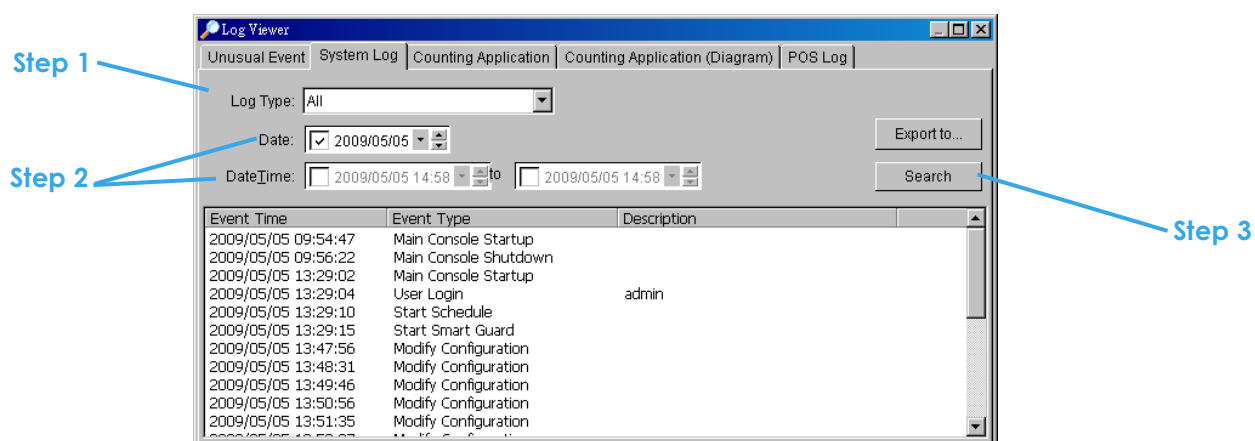 Log Viewer
Unusual Event System Log Counting Application Counting Application (Diagram) POS Log
Step 1
Log Type: All
Date: 2009/05/05
Export to...
Step 2
DateTime: 2009/05/05 14:58 to 2009/05/05 14:58
Search
Step 3
Event Time Event Type Description
2009/05/05 09:54:47 Main Console Startup
2009/05/05 09:56:22 Main Console Shutdown
2009/05/05 13:29:02 Main Console Startup
2009/05/05 13:29:04 User Login admin
2009/05/05 13:29:10 Start Schedule
2009/05/05 13:29:15 Start Smart Guard
2009/05/05 13:47:56 Modify Configuration
2009/05/05 13:48:31 Modify Configuration
2009/05/05 13:49:46 Modify Configuration
2009/05/05 13:50:56 Modify Configuration
2009/05/05 13:51:35 Modify Configuration